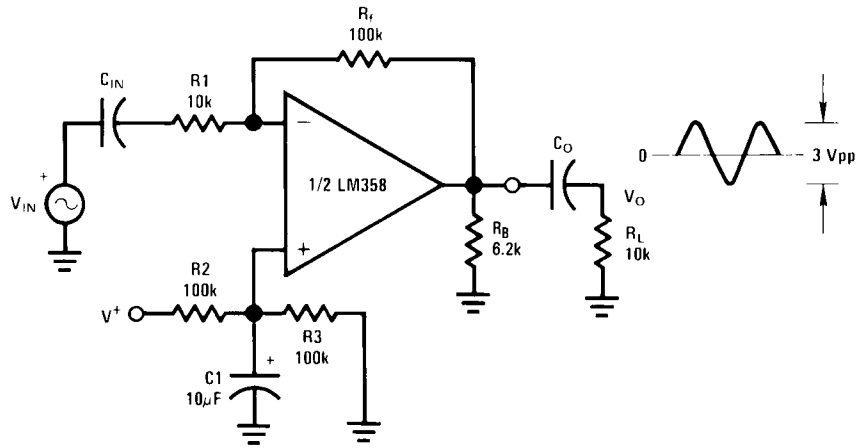 Rf
100k
CIN
R1
10k
−
1/2 LM358
+
+
VIN
R2
100k
V+
R3
100k
+
C1
10µF
RB
6.2k
CO
VO
RL
10k
0
3 Vpp